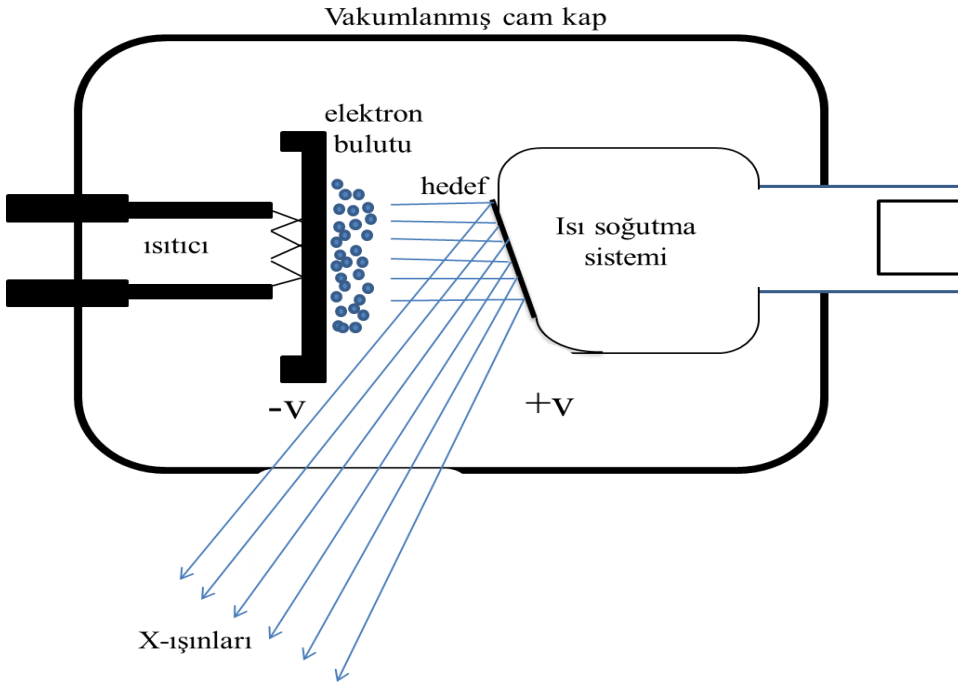 Vakumlanmış cam kap
elektron
bulutu
hedef
ısıtıcı
Isı soğutma
sistemi
-v
+v
X-ışınları